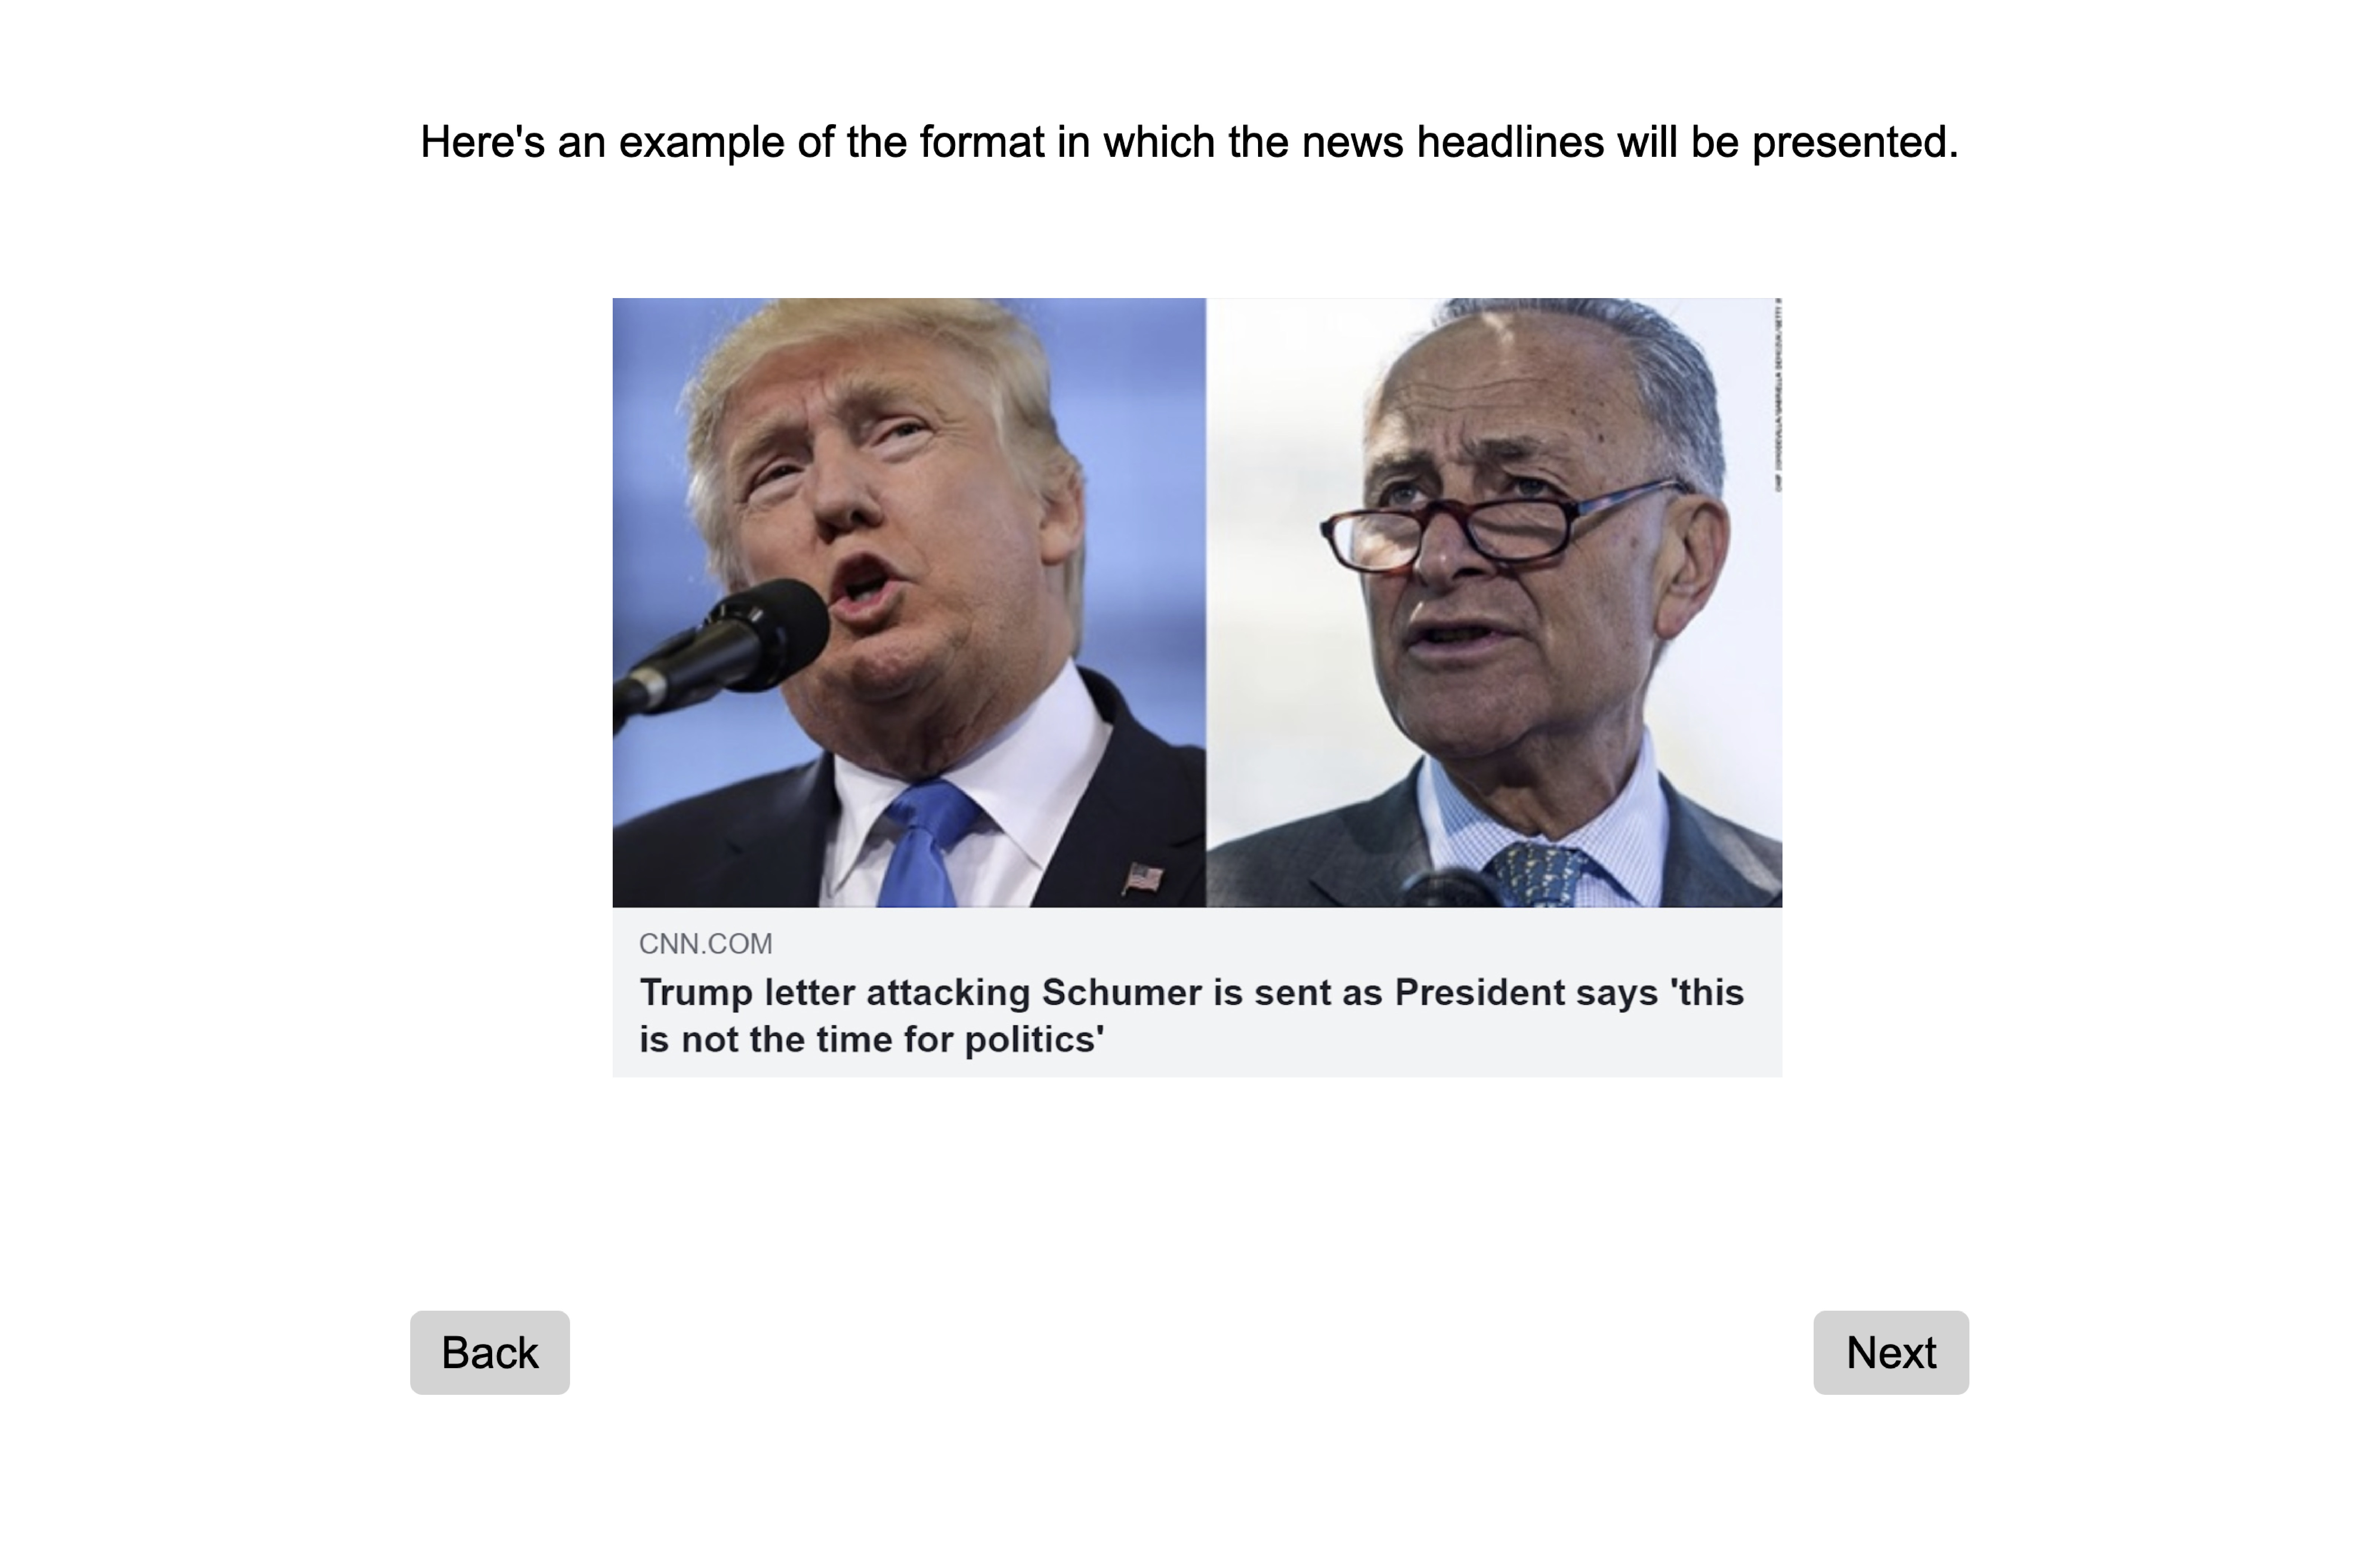 Here's an example of the format in which the news headlines will be presented.
CNN.COM
Trump letter attacking Schumer is sent as President says 'this
is not the time for politics'
Back
Next